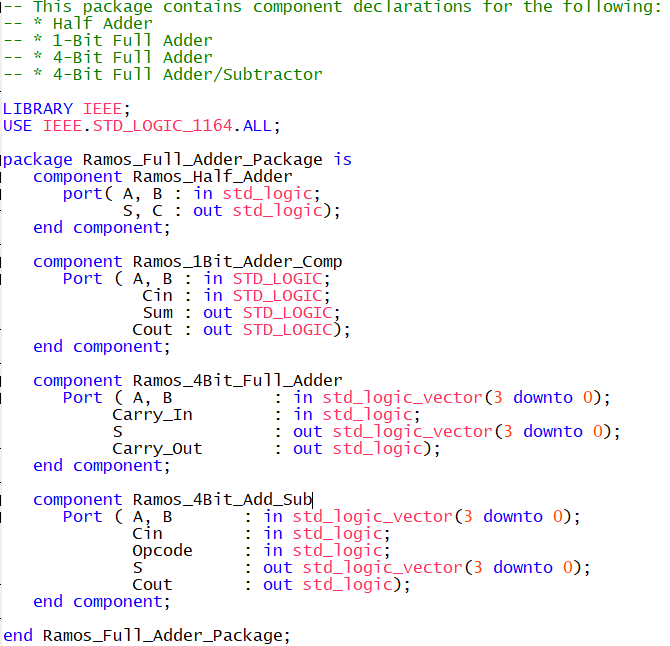 -- This package contains component declarations for the following:
-- * Half Adder
-- * 1-Bit Full Adder
-- * 4-Bit Full Adder
-- * 4-Bit Full Adder/Subtractor

LIBRARY IEEE;
USE IEEE.STD_LOGIC_1164.ALL;

package Ramos_Full_Adder_Package is
   component Ramos_Half_Adder
      port( A, B : in std_logic;
            S, C : out std_logic);
   end component;

   component Ramos_1Bit_Adder_Comp
      Port ( A, B : in STD_LOGIC;
              Cin : in STD_LOGIC;
              Sum : out STD_LOGIC;
             Cout : out STD_LOGIC);
   end component;

   component Ramos_4Bit_Full_Adder
      Port ( A, B          : in std_logic_vector(3 downto 0);
           Carry_In        : in std_logic;
           S               : out std_logic_vector(3 downto 0);
           Carry_Out       : out std_logic);
   end component;

   component Ramos_4Bit_Add_Sub
      Port ( A, B       : in std_logic_vector(3 downto 0);
             Cin        : in std_logic;
             Opcode     : in std_logic;
             S          : out std_logic_vector(3 downto 0);
             Cout       : out std_logic);
   end component;

end Ramos_Full_Adder_Package;